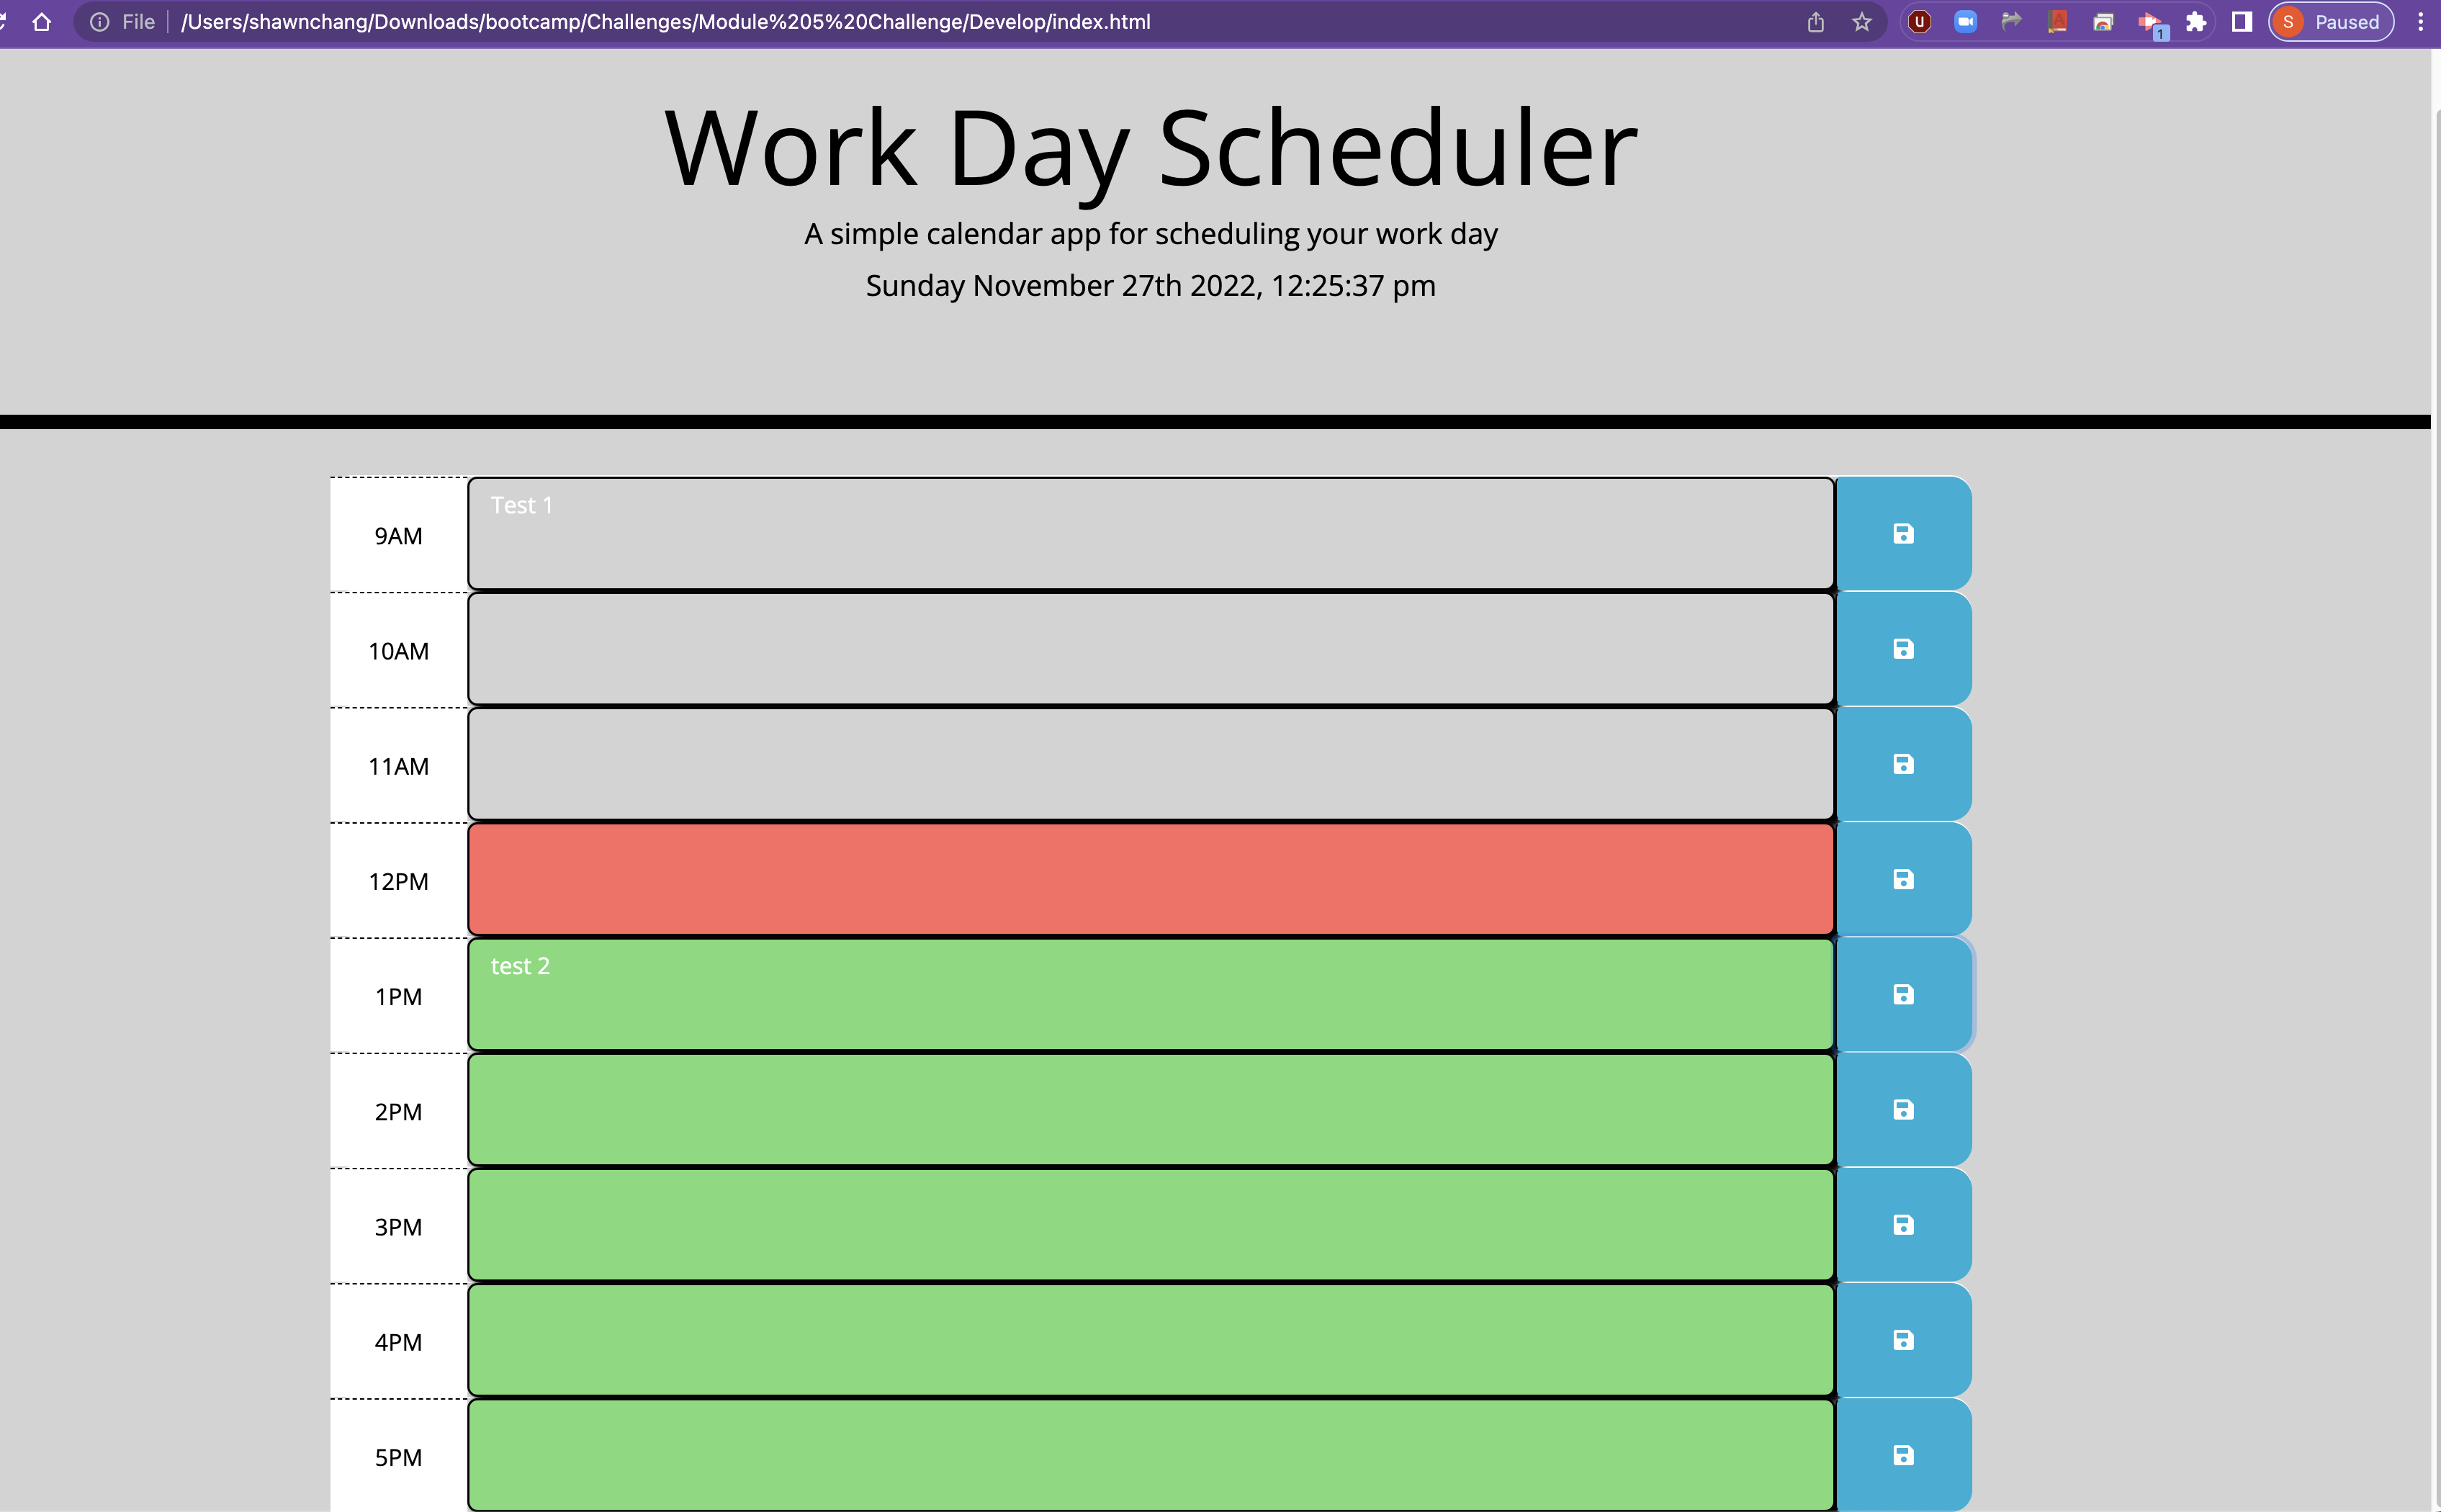 File /Users/shawnchang/Downloads/bootcamp/Challenges/Module%205%20Challenge/Develop/index.html U A 1 S Paused
Work Day Scheduler
A simple calendar app for scheduling your work day
Sunday November 27th 2022, 12:25:37 pm
9AM Test 1
10AM
11AM
12PM
1PM test 2
2PM
3PM
4PM
5PM